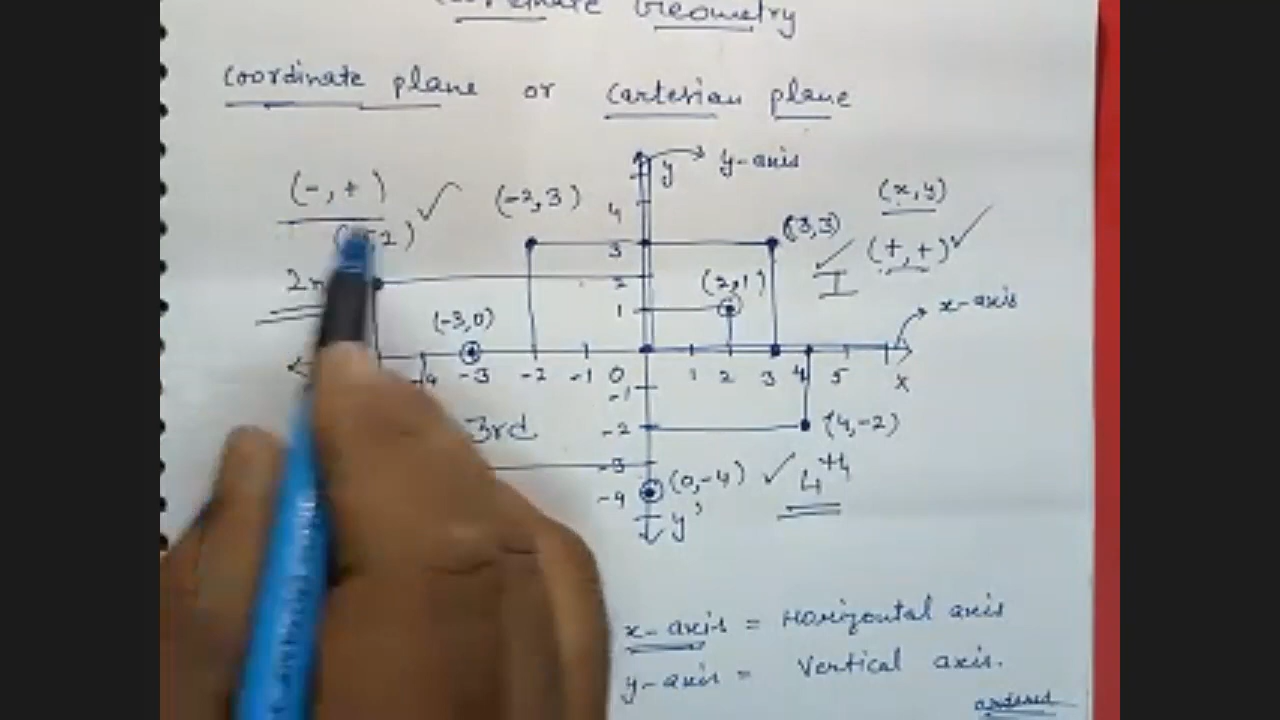 Geometry
Coordinate plane or Cartesian plane
y y-axis
(-, +) (-2, 3) 4 (x, y)
3 (3, 3) (+, +)
2 (2, 1) I
1 x-axis
(-3, 0)
-4 -3 -2 -1 0 1 2 3 4 5 x
-1
3rd -2 (4, -2)
-3
-4 (0, -4) 4th
y'
x-axis = Horizontal axis
y-axis = Vertical axis.